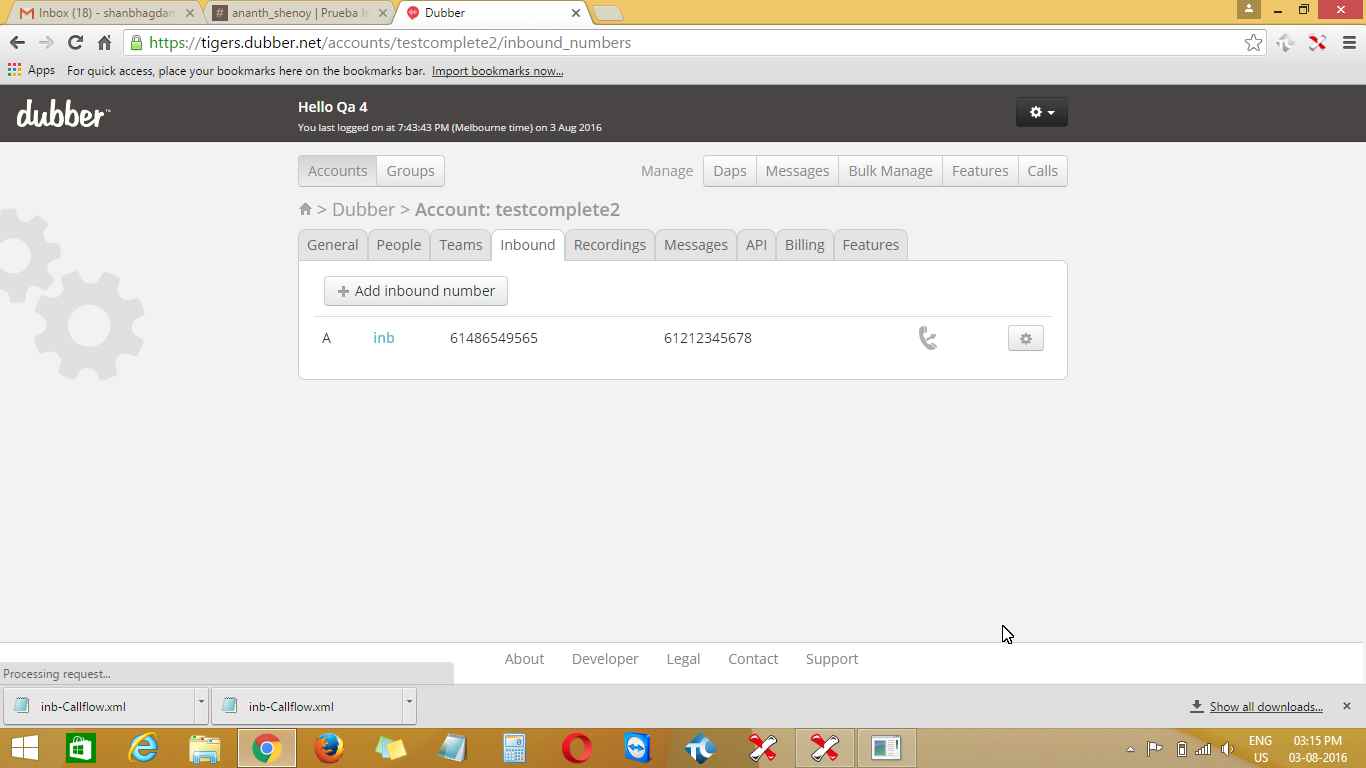 Inbox (18) - shanbhagdan
ananth_shenoy | Prueba I
Dubber
https://tigers.dubber.net/accounts/testcomplete2/inbound_numbers
Apps For quick access, place your bookmarks here on the bookmarks bar. Import bookmarks now...
dubber™
Hello Qa 4
You last logged on at 7:43:43 PM (Melbourne time) on 3 Aug 2016
Accounts Groups Manage Daps Messages Bulk Manage Features Calls
> Dubber > Account: testcomplete2
General People Teams Inbound Recordings Messages API Billing Features
+ Add inbound number
A inb 61486549565 61212345678
About Developer Legal Contact Support
Processing request...
inb-Callflow.xml inb-Callflow.xml Show all downloads...
ENG 03:15 PM
US 03-08-2016